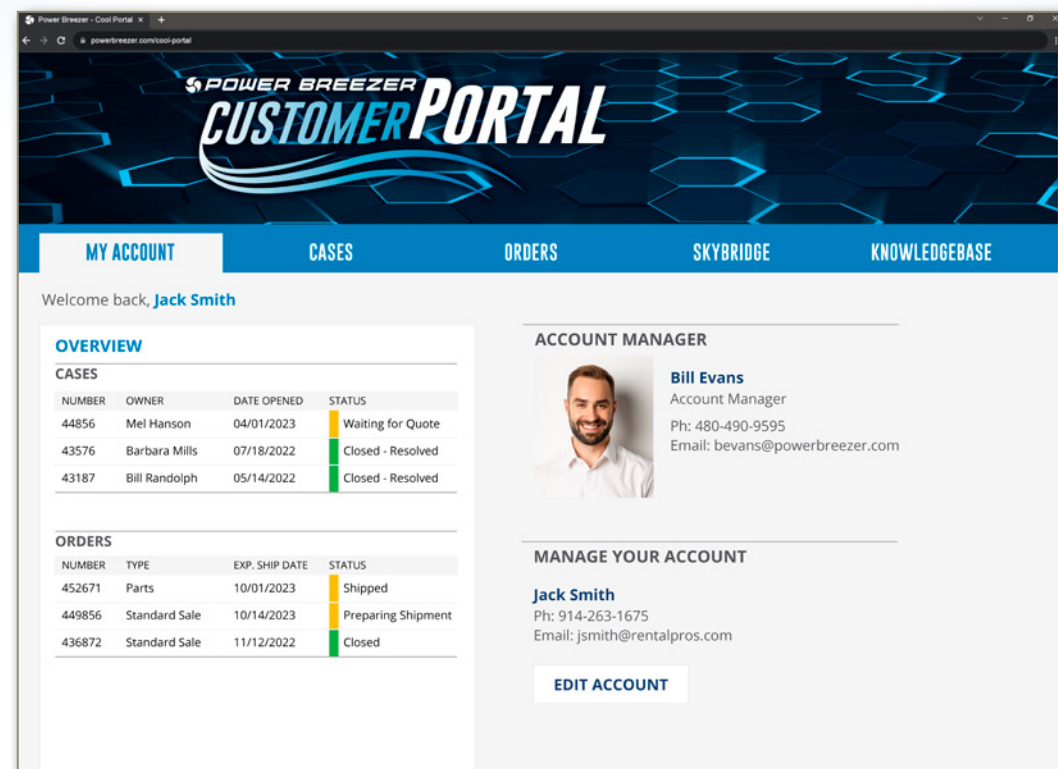 Power Breezer - Cool Portal
powerbreezer.com/cool-portal
POWER BREEZER
CUSTOMER PORTAL
MY ACCOUNT CASES ORDERS SKYBRIDGE KNOWLEDGEBASE
Welcome back, Jack Smith
OVERVIEW
CASES
NUMBER OWNER DATE OPENED STATUS
44856 Mel Hanson 04/01/2023 Waiting for Quote
43576 Barbara Mills 07/18/2022 Closed - Resolved
43187 Bill Randolph 05/14/2022 Closed - Resolved
ORDERS
NUMBER TYPE EXP. SHIP DATE STATUS
452671 Parts 10/01/2023 Shipped
449856 Standard Sale 10/14/2023 Preparing Shipment
436872 Standard Sale 11/12/2022 Closed
ACCOUNT MANAGER
Bill Evans
Account Manager
Ph: 480-490-9595
Email: bevans@powerbreezer.com
MANAGE YOUR ACCOUNT
Jack Smith
Ph: 914-263-1675
Email: jsmith@rentalpros.com
EDIT ACCOUNT